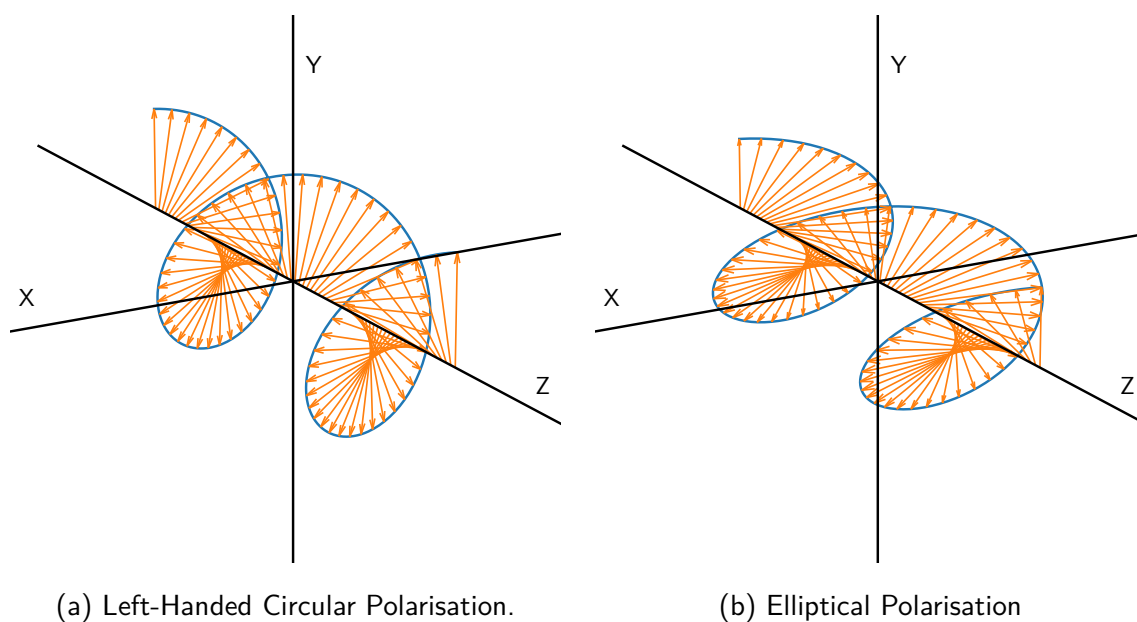 Y
X
Z
(a) Left-Handed Circular Polarisation.
Y
X
Z
(b) Elliptical Polarisation